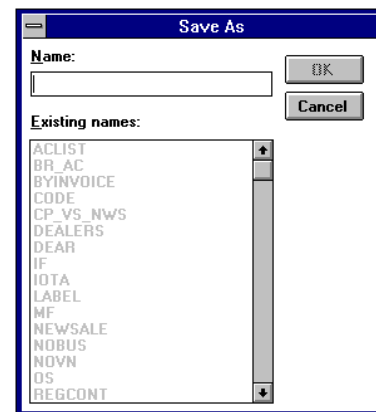 Save As
Name:
OK
Cancel
Existing names:
ACLIST
BR_AC
BYINVOICE
CODE
CP_VS_NWS
DEALERS
DEAR
IF
IOTA
LABEL
MF
NEWSALE
NOBUS
NOVN
OS
REGCONT